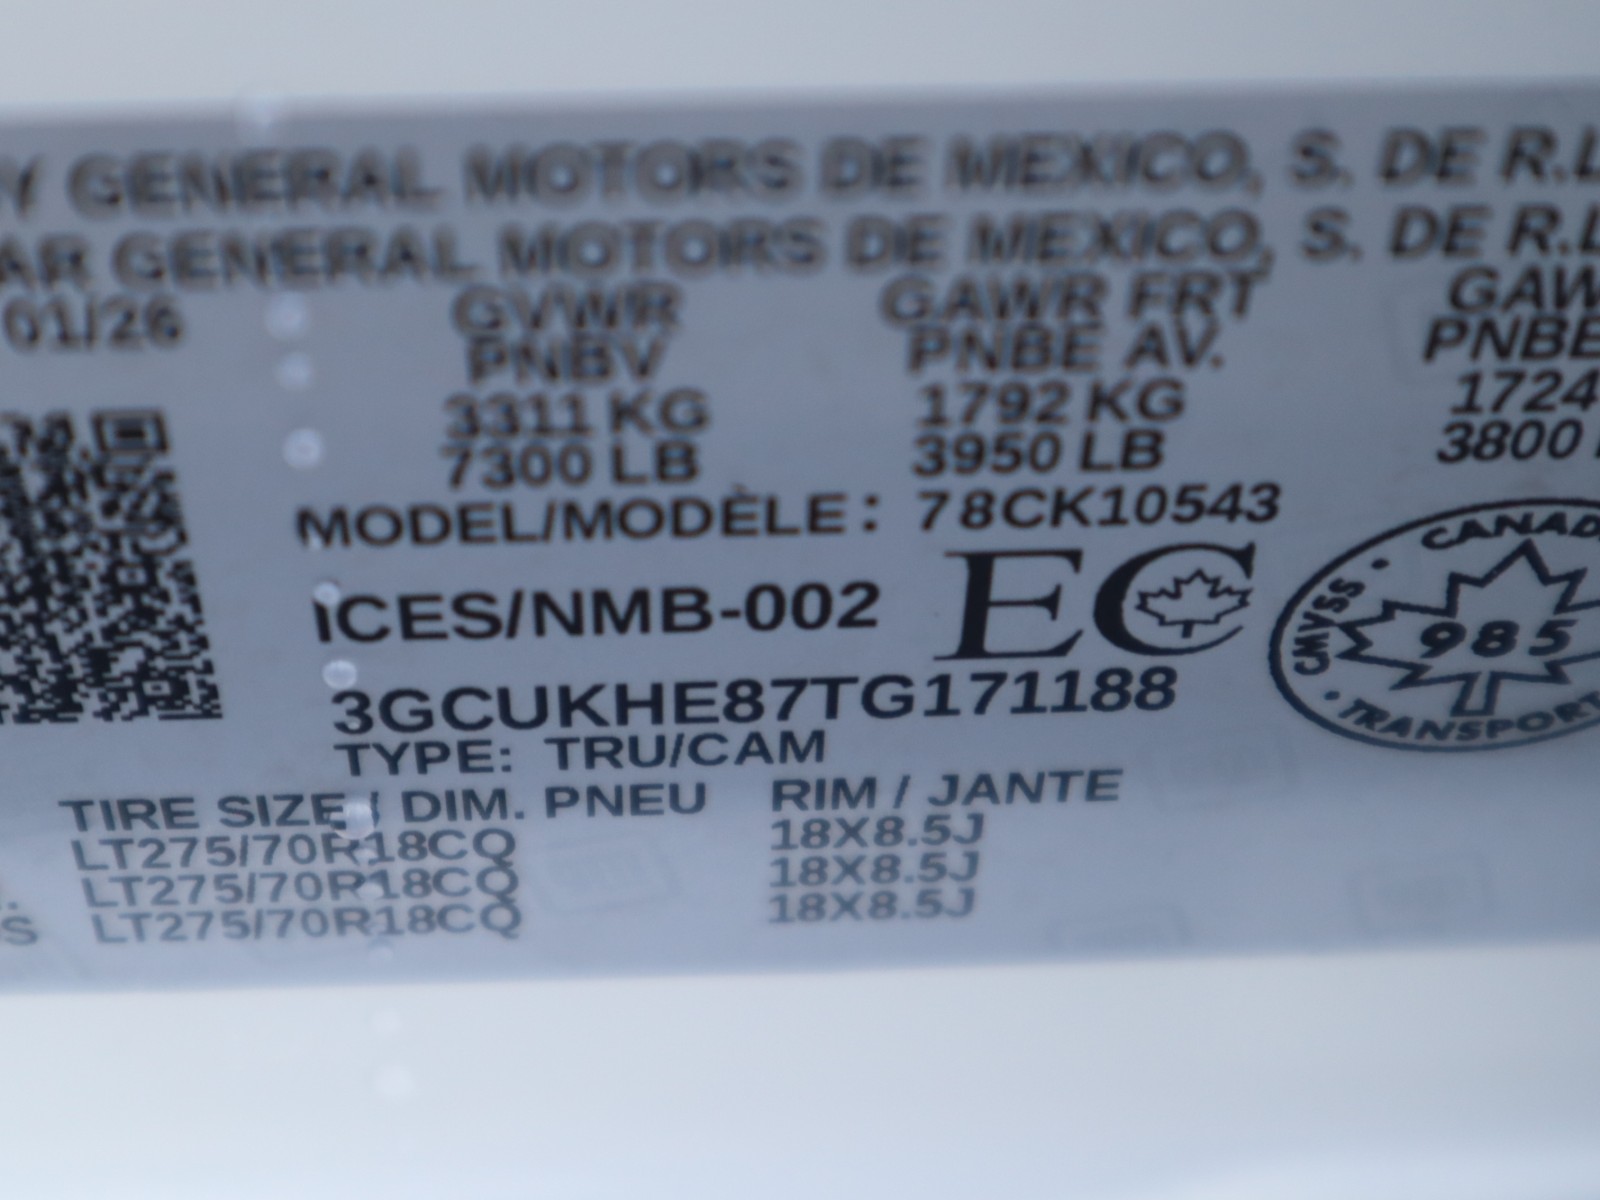 Y GENERAL MOTORS DE MEXICO, S. DE R.L
AR GENERAL MOTORS DE MEXICO, S. DE R.L
01/26 GVWR GAWR FRT GAW
PNBV PNBE AV. PNBE
3311 KG 1792 KG 1724
7300 LB 3950 LB 3800
MODEL/MODÈLE: 78CK10543
ICES/NMB-002 EC
CANAD
CMVSS 985
TRANSPORT
3GCUKHE87TG171188
TYPE: TRU/CAM
TIRE SIZE / DIM. PNEU RIM / JANTE
LT275/70R18CQ 18X8.5J
LT275/70R18CQ 18X8.5J
S LT275/70R18CQ 18X8.5J